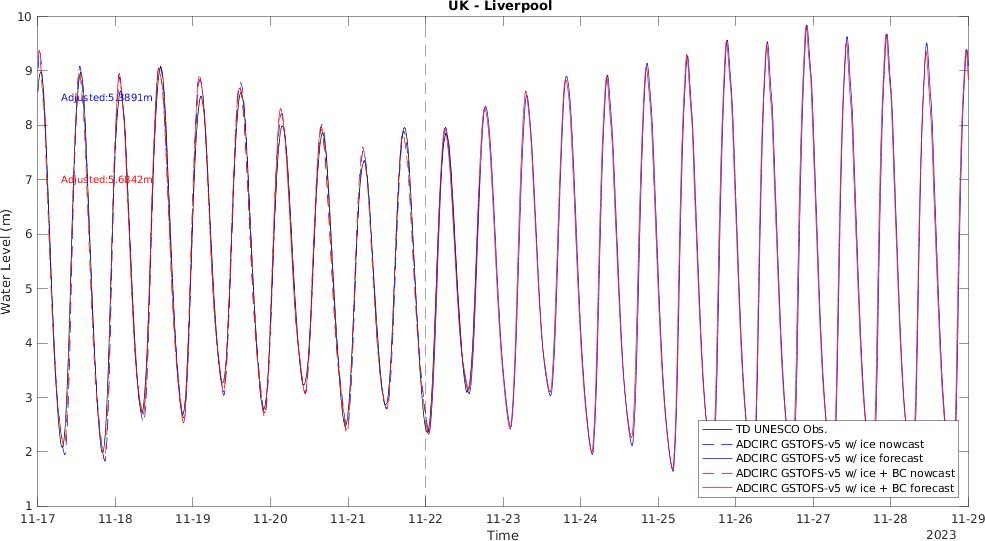 UK - Liverpool
10
9
8
7
6
5
4
3
2
1
Water Level (m)
Adjusted:5.6842m
TD UNESCO Obs.
ADCIRC GSTOFS-v5 w/ ice nowcast
ADCIRC GSTOFS-v5 w/ ice forecast
ADCIRC GSTOFS-v5 w/ ice + BC nowcast
ADCIRC GSTOFS-v5 w/ ice + BC forecast
11-17 11-18 11-19 11-20 11-21 11-22 11-23 11-24 11-25 11-26 11-27 11-28 11-29
Time
2023